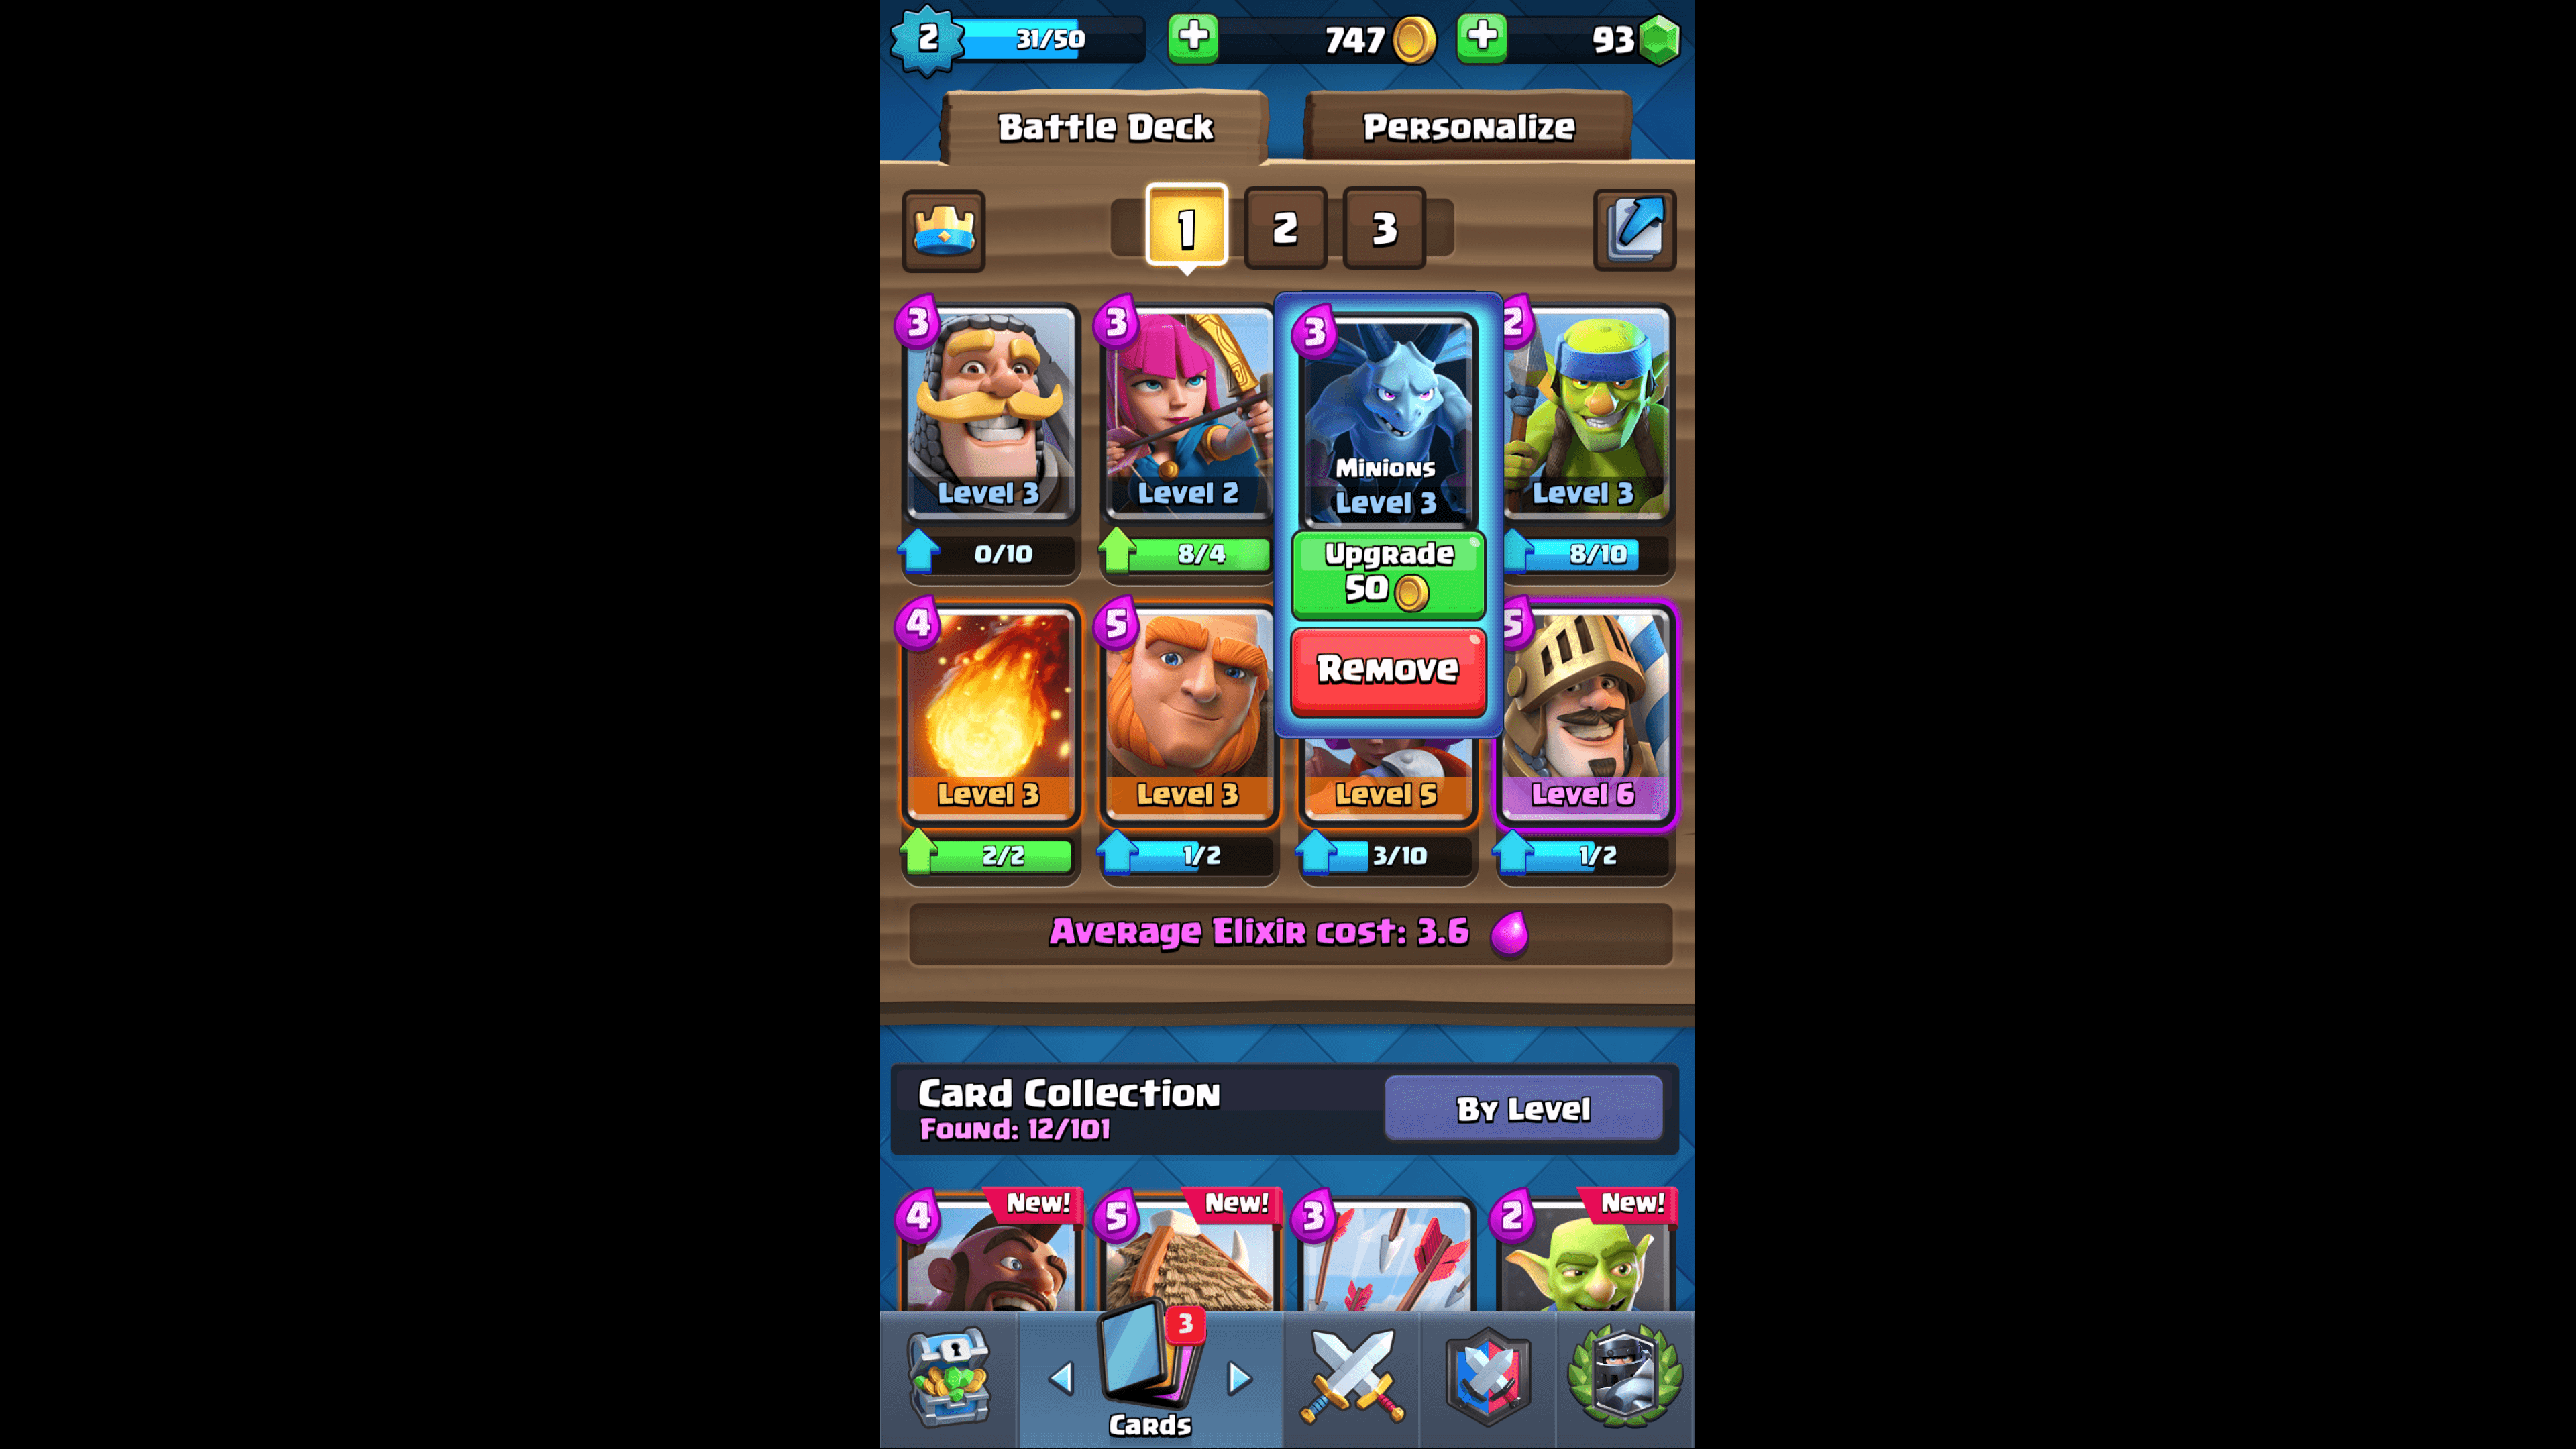 2 31/50 747 93
Battle Deck Personalize
1 2 3
3 3 3 2
Minions
Level 3 Level 2 Level 3 Level 3
0/10 8/4 Upgrade 8/10
50
4 5 5
Remove
Level 3 Level 3 Level 5 Level 6
2/2 1/2 3/10 1/2
Average Elixir cost: 3.6
Card Collection
Found: 12/101
By Level
New! New! New!
4 5 3 2
3
Cards